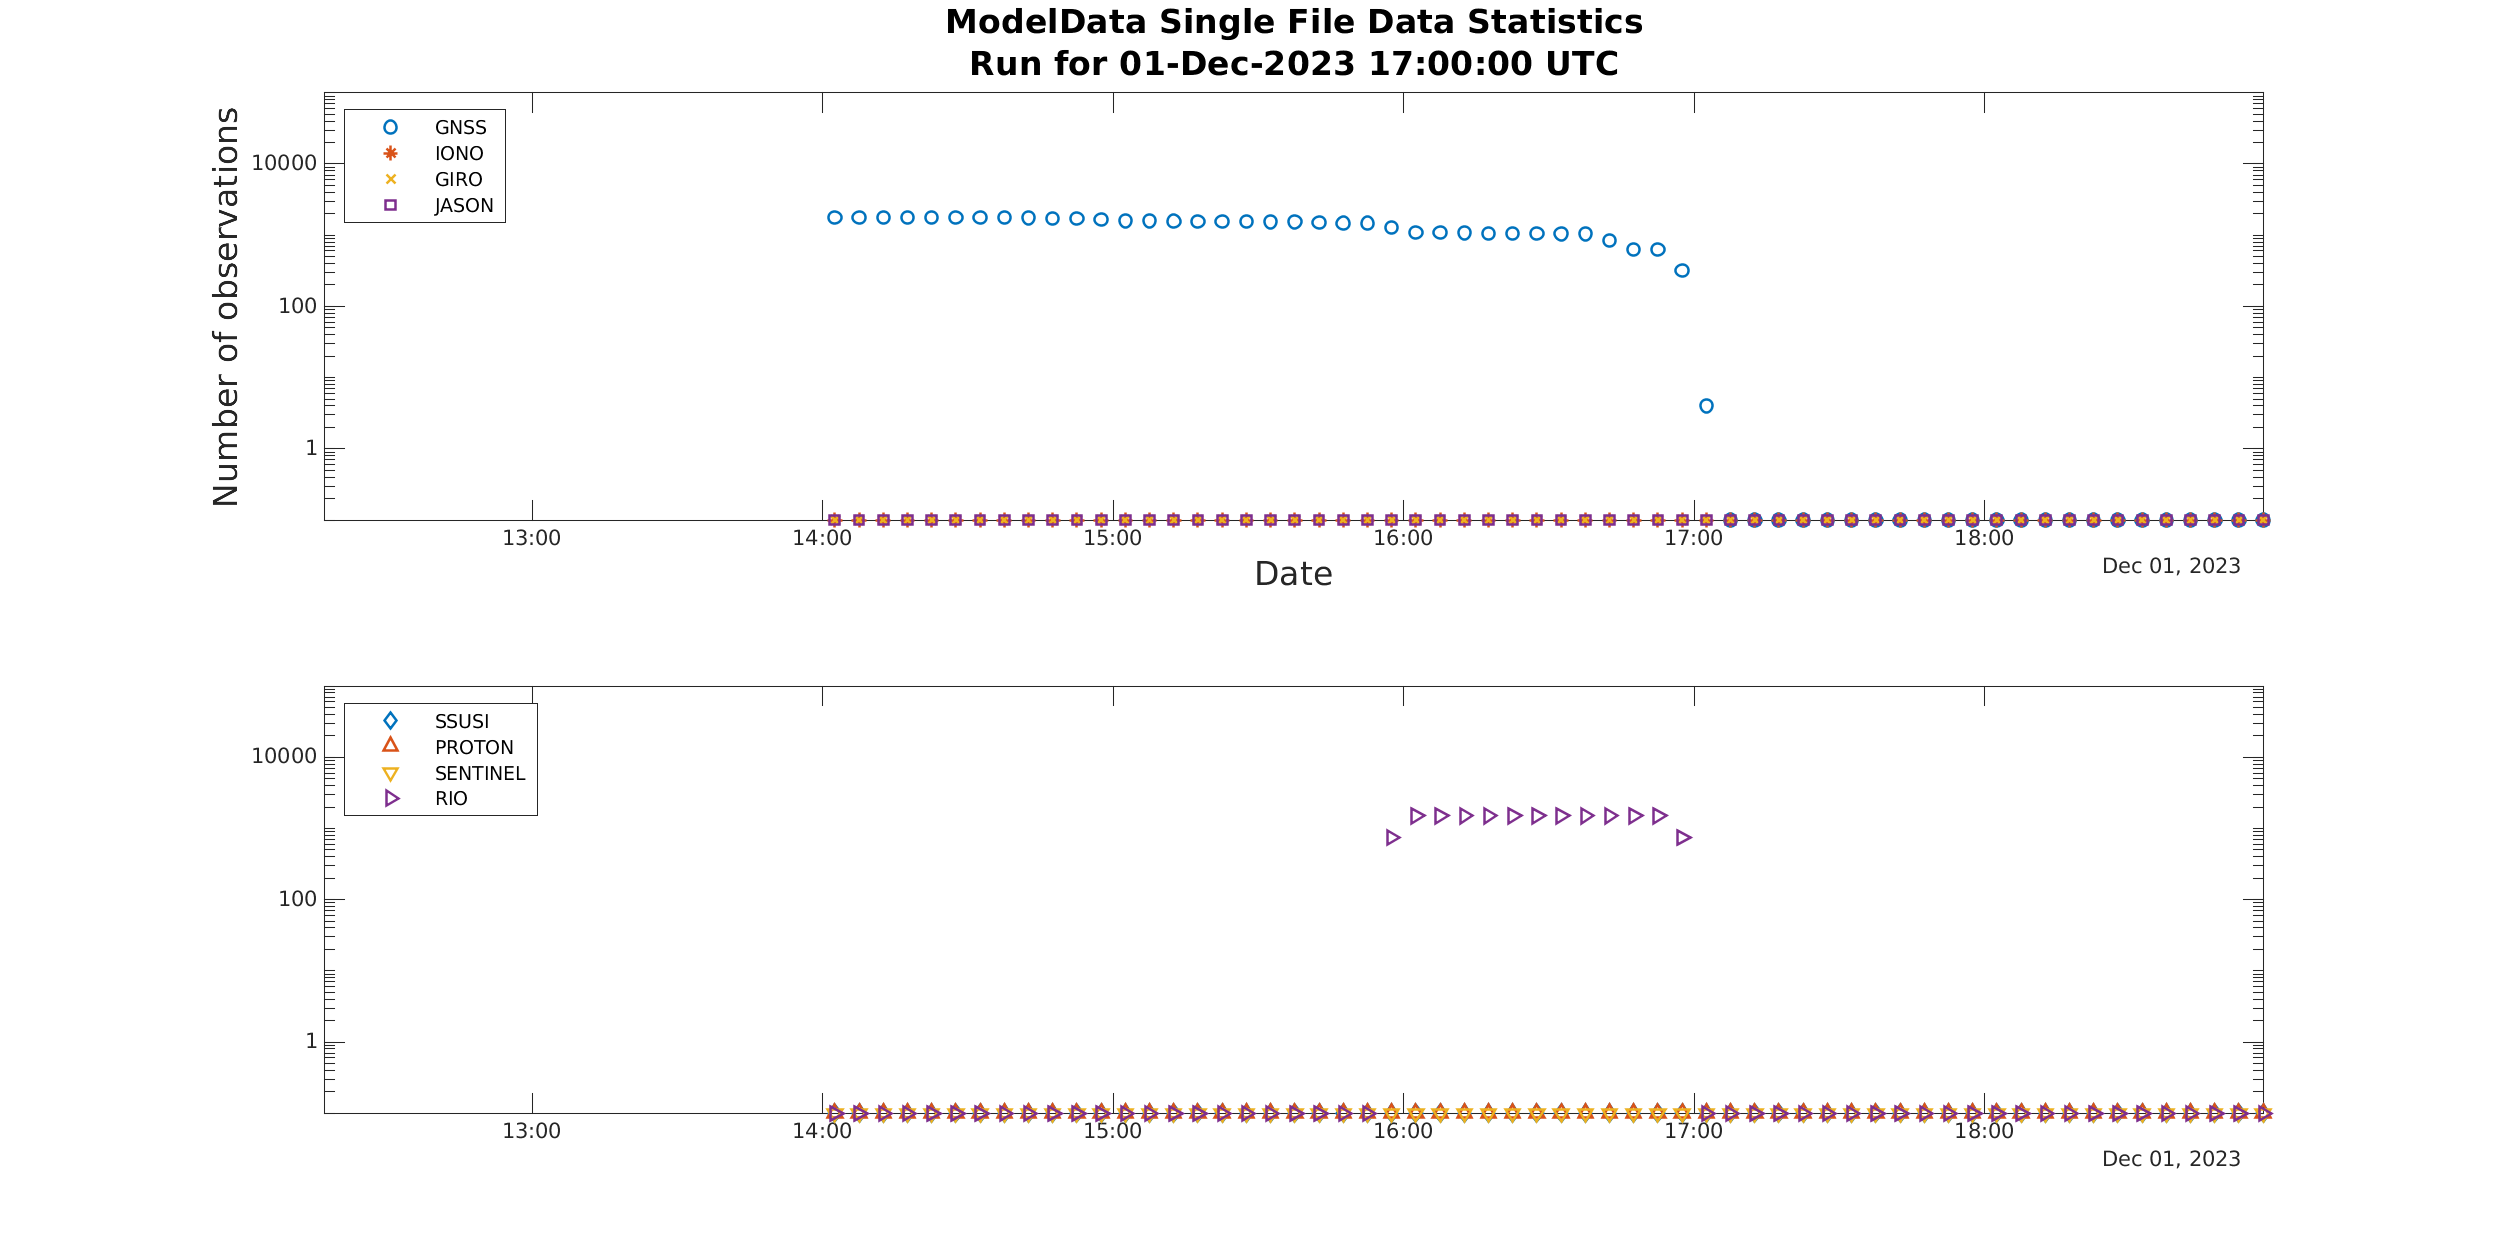 ModelData Single File Data Statistics
Run for 01-Dec-2023 17:00:00 UTC
Number of observations
10000
100
1
GNSS
IONO
GIRO
JASON
13:00 14:00 15:00 16:00 17:00 18:00
Dec 01, 2023
Date
10000
100
1
SSUSI
PROTON
SENTINEL
RIO
13:00 14:00 15:00 16:00 17:00 18:00
Dec 01, 2023